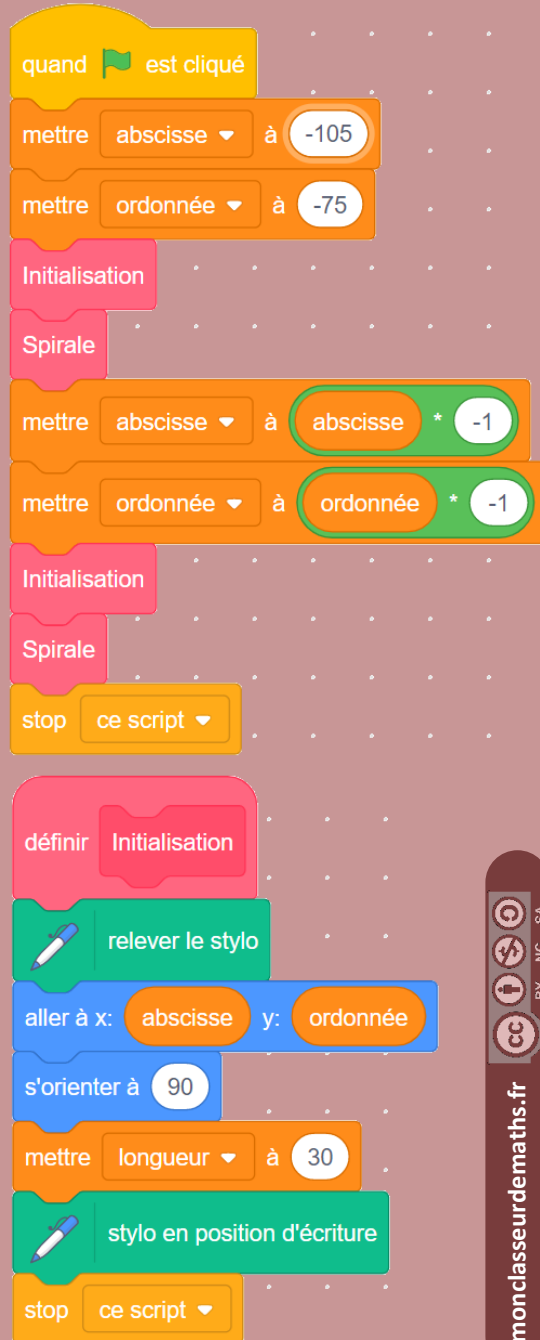 quand est cliqué
mettre abscisse à -105
mettre ordonnée à -75
Initialisation
Spirale
mettre abscisse à abscisse * -1
mettre ordonnée à ordonnée * -1
Initialisation
Spirale
stop ce script
définir Initialisation
relever le stylo
aller à x: abscisse y: ordonnée
s'orienter à 90
mettre longueur à 30
stylo en position d'écriture
stop ce script
monclasseurdemaths.fr
cc
BY NC SA